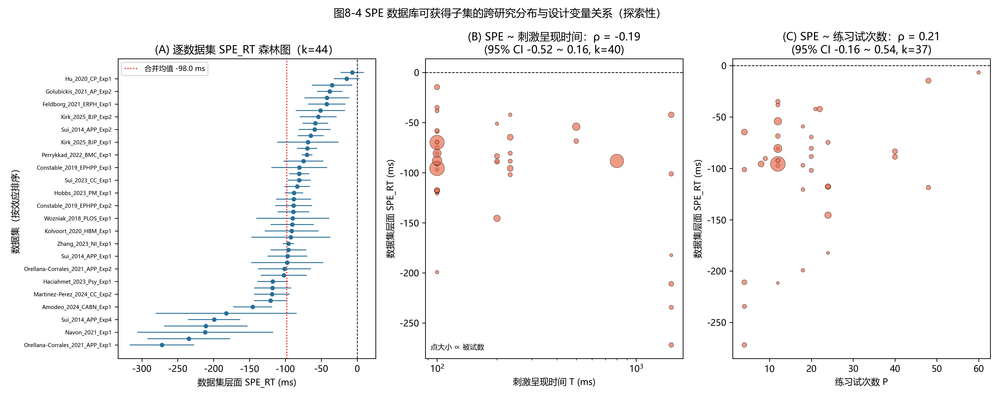 图8-4 SPE 数据库可获得子集的跨研究分布与设计变量关系（探索性）
(A) 逐数据集 SPE_RT 森林图（k=44）
合并均值 -98.0 ms
数据集（按效应排序）
Hu_2020_CP_Exp1
Golubickis_2021_AP_Exp2
Feldborg_2021_ERPH_Exp1
Kirk_2025_BJP_Exp2
Sui_2014_APP_Exp2
Kirk_2025_BJP_Exp1
Perrykkad_2022_BMC_Exp1
Constable_2019_EPHPP_Exp3
Sui_2023_CC_Exp1
Hobbs_2023_PM_Exp1
Constable_2019_EPHPP_Exp2
Wozniak_2018_PLOS_Exp1
Kolvoort_2020_HBM_Exp1
Zhang_2023_NI_Exp1
Sui_2014_APP_Exp1
Orellana-Corrales_2021_APP_Exp2
Haciahmet_2023_Psy_Exp1
Martinez-Perez_2024_CC_Exp2
Amodeo_2024_CABN_Exp1
Sui_2014_APP_Exp4
Navon_2021_Exp1
Orellana-Corrales_2021_APP_Exp1
-300 -250 -200 -150 -100 -50 0
数据集层面 SPE_RT (ms)
(B) SPE ~ 刺激呈现时间：ρ = -0.19
(95% CI -0.52 ~ 0.16, k=40)
数据集层面 SPE_RT (ms)
0
-50
-100
-150
-200
-250
点大小 ∝ 被试数
10² 10³
刺激呈现时间 T (ms)
(C) SPE ~ 练习试次数：ρ = 0.21
(95% CI -0.16 ~ 0.54, k=37)
数据集层面 SPE_RT (ms)
0
-50
-100
-150
-200
-250
10 20 30 40 50 60
练习试次数 P